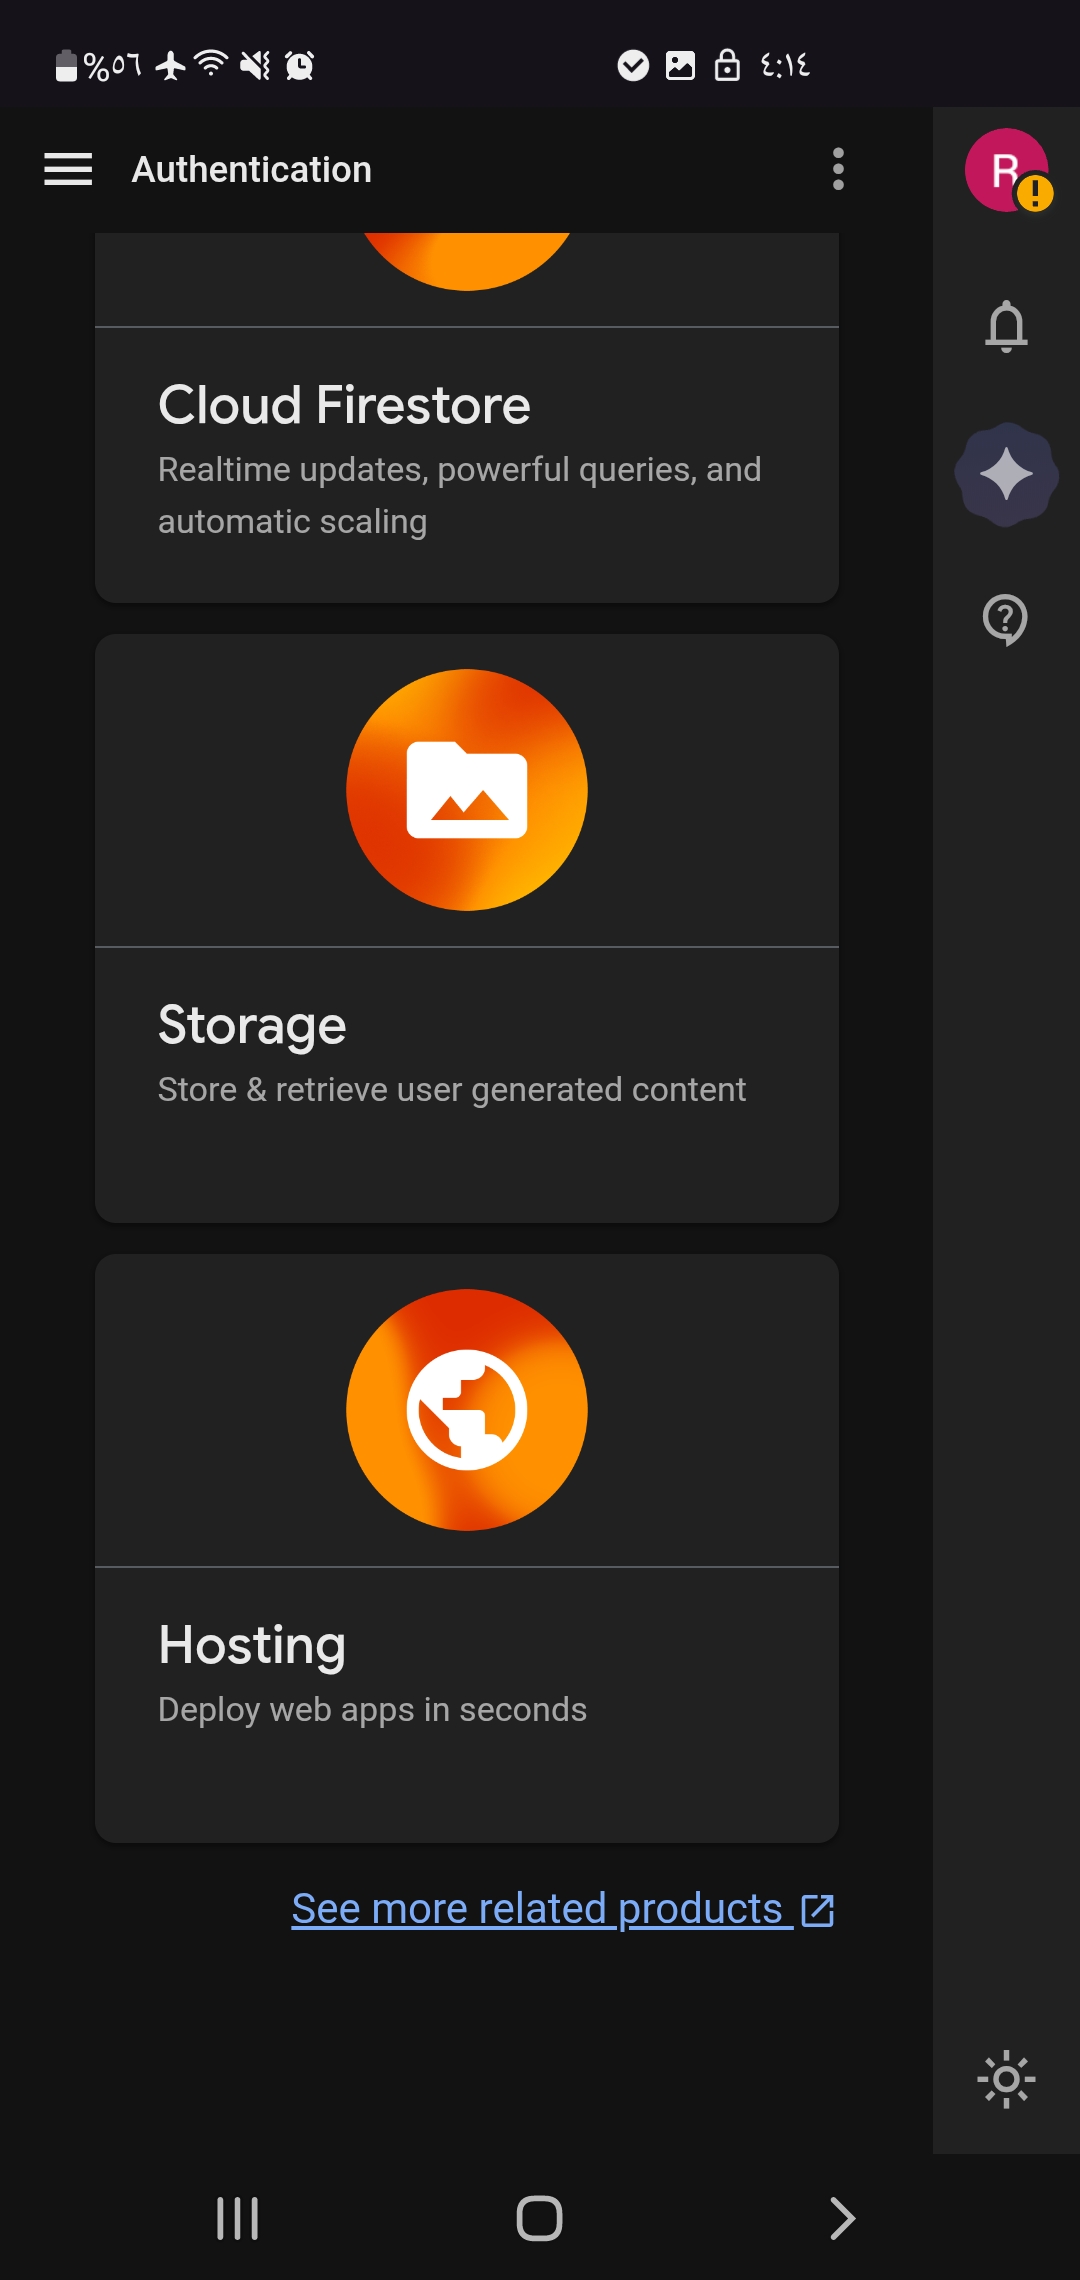 %٥٦ ٤:١٤
Authentication
R
Cloud Firestore
Realtime updates, powerful queries, and
automatic scaling
Storage
Store & retrieve user generated content
Hosting
Deploy web apps in seconds
See more related products